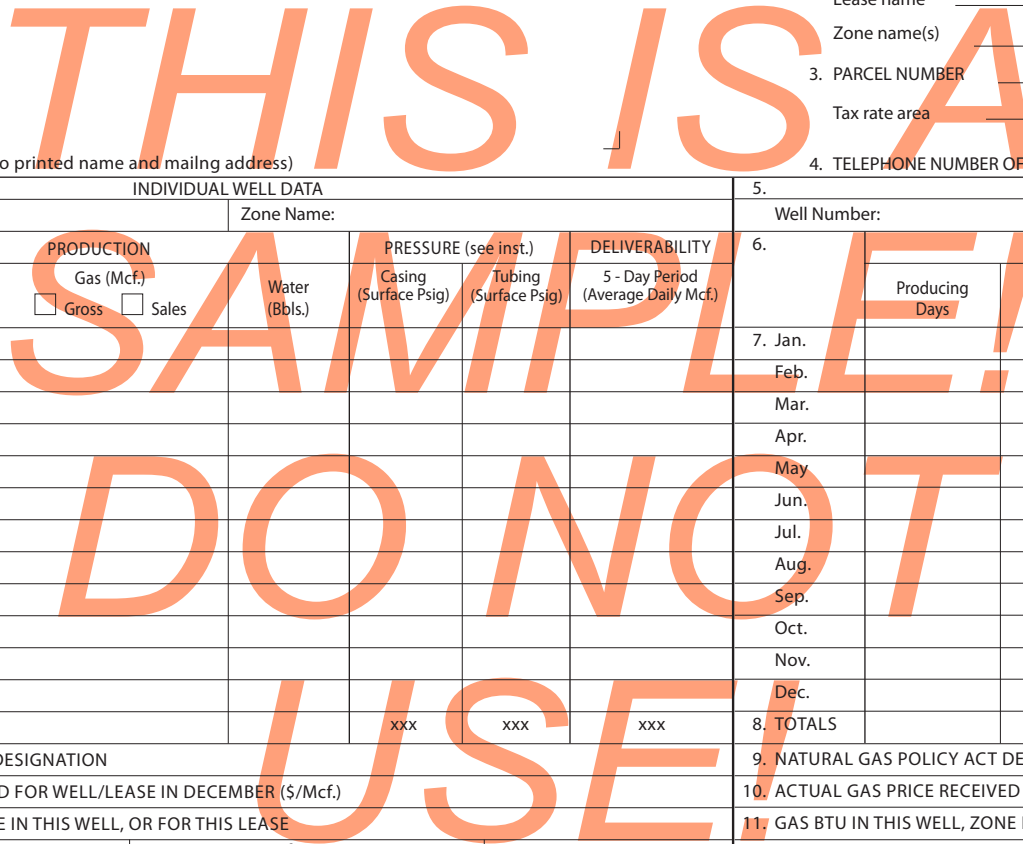 Lease name
Zone name(s)
3. PARCEL NUMBER
Tax rate area
4. TELEPHONE NUMBER OF
o printed name and mailng address)
THIS IS A
SAMPLE!
DO NOT
USE!
INDIVIDUAL WELL DATA
Zone Name:
PRODUCTION
PRESSURE (see inst.)
DELIVERABILITY
Gas (Mcf.)
Gross Sales
Water
(Bbls.)
Casing
(Surface Psig)
Tubing
(Surface Psig)
5 - Day Period
(Average Daily Mcf.)
xxx xxx xxx
DESIGNATION
D FOR WELL/LEASE IN DECEMBER ($/Mcf.)
E IN THIS WELL, OR FOR THIS LEASE
5.
Well Number:
6.
Producing
Days
7. Jan.
Feb.
Mar.
Apr.
May
Jun.
Jul.
Aug.
Sep.
Oct.
Nov.
Dec.
8. TOTALS
9. NATURAL GAS POLICY ACT DE
10. ACTUAL GAS PRICE RECEIVED
11. GAS BTU IN THIS WELL, ZONE